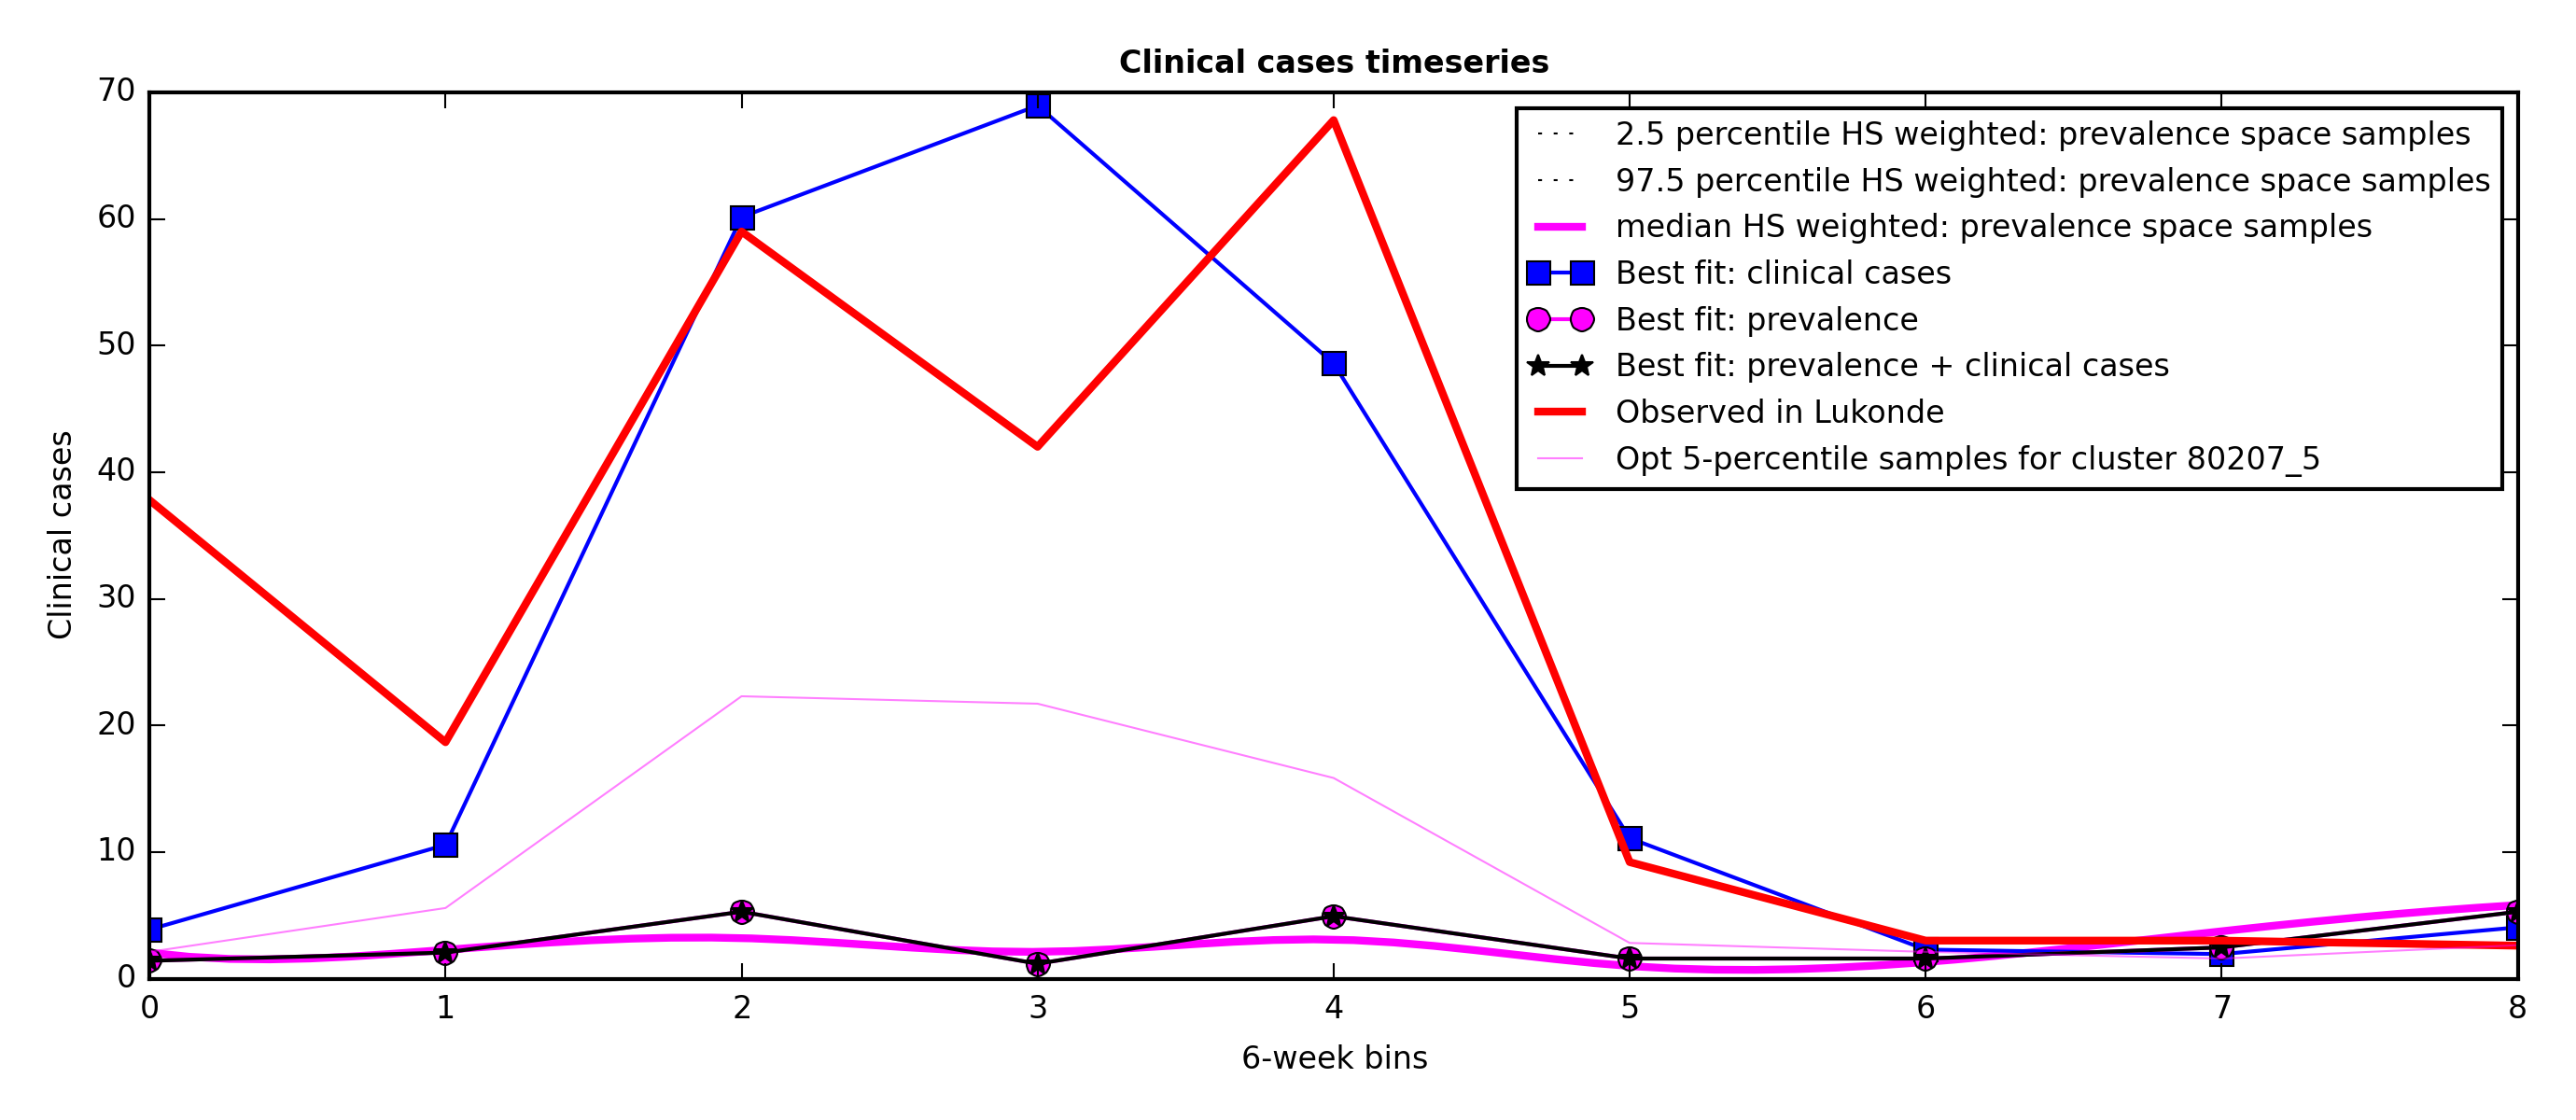 Clinical cases timeseries
70
60
50
40
30
20
10
0
Clinical cases
2.5 percentile HS weighted: prevalence space samples
97.5 percentile HS weighted: prevalence space samples
median HS weighted: prevalence space samples
Best fit: clinical cases
Best fit: prevalence
Best fit: prevalence + clinical cases
Observed in Lukonde
Opt 5-percentile samples for cluster 80207_5
0 1 2 3 4 5 6 7 8
6-week bins